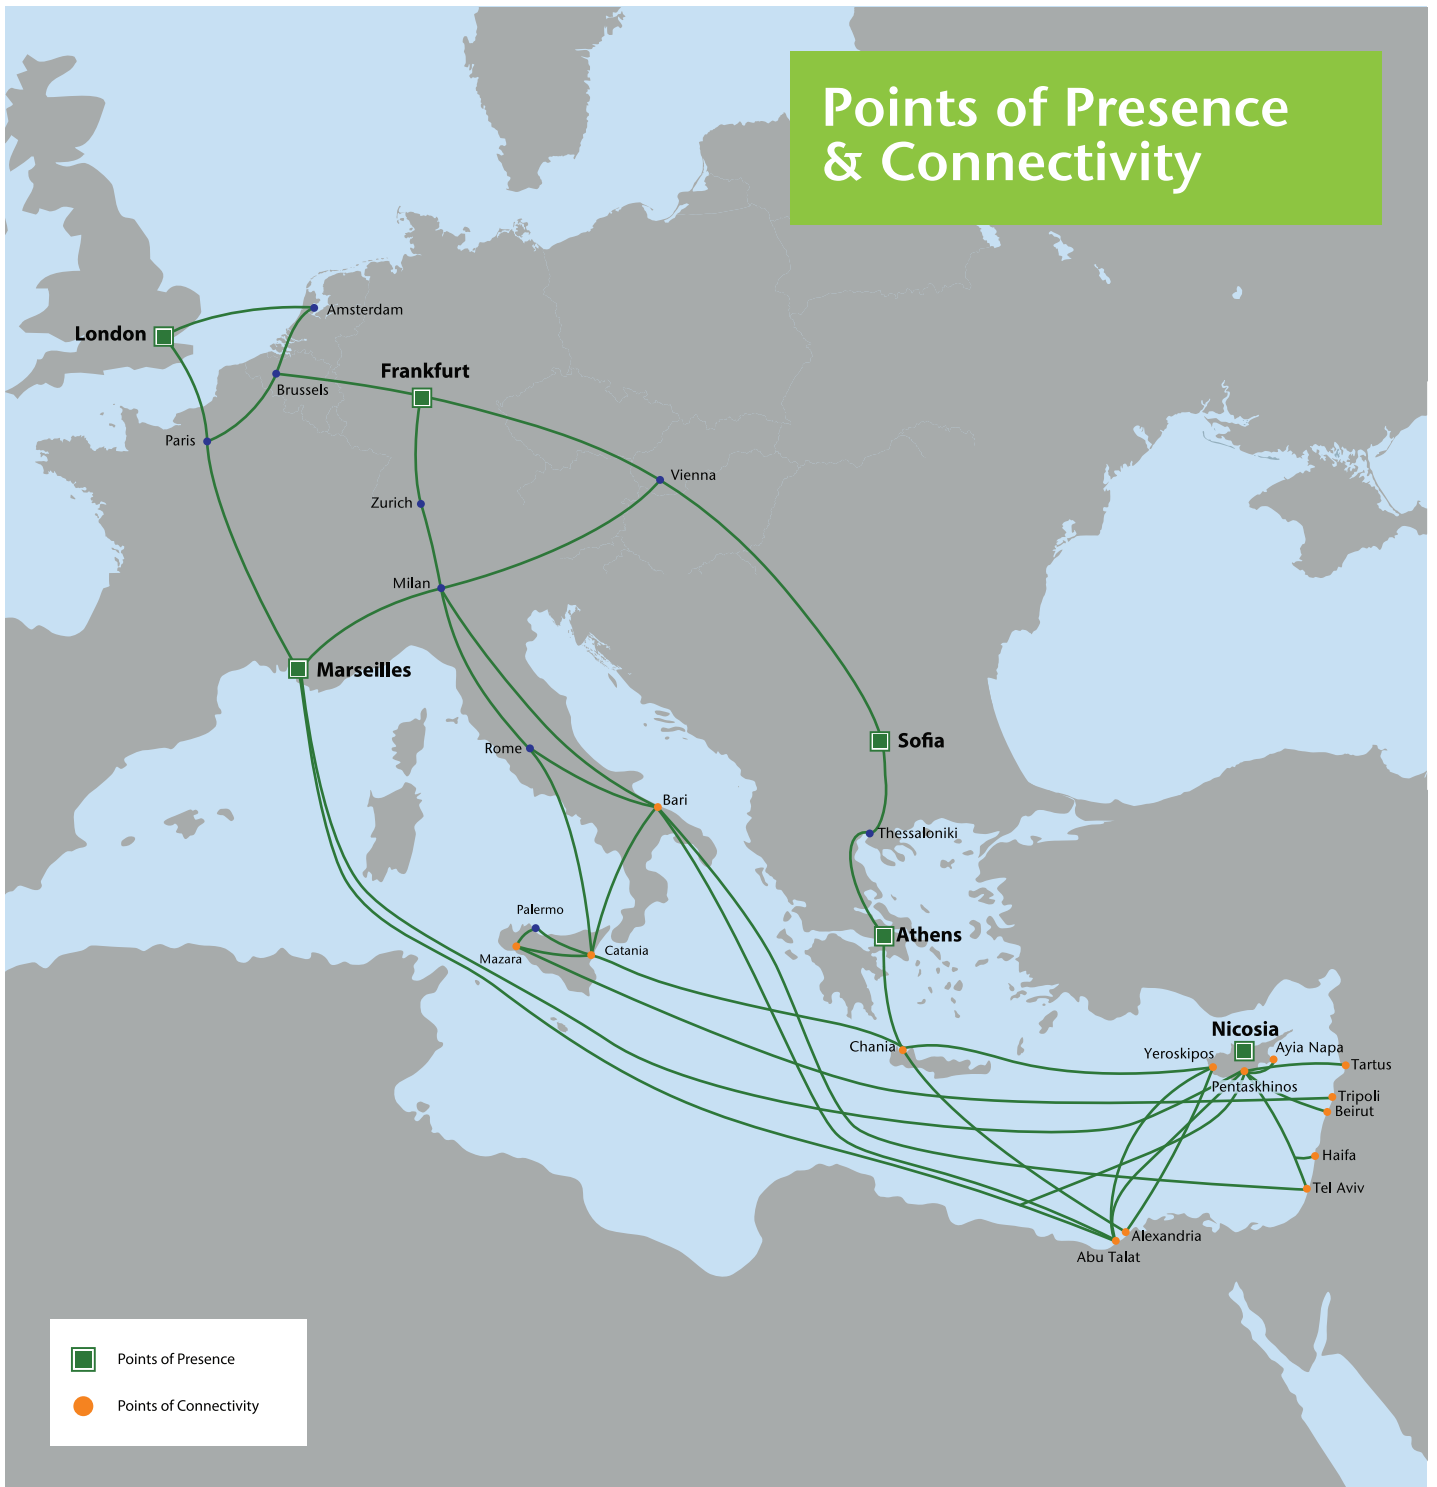 Points of Presence
& Connectivity
Amsterdam
London
Frankfurt
Brussels
Paris
Vienna
Zurich
Milan
Marseilles
Sofia
Rome
Bari
Thessaloniki
Palermo
Athens
Catania
Mazara
Nicosia
Chania
Ayia Napa
Yeroskipos
Tartus
Pentaskhinos
Tripoli
Beirut
Haifa
Tel Aviv
Alexandria
Abu Talat
Points of Presence
Points of Connectivity